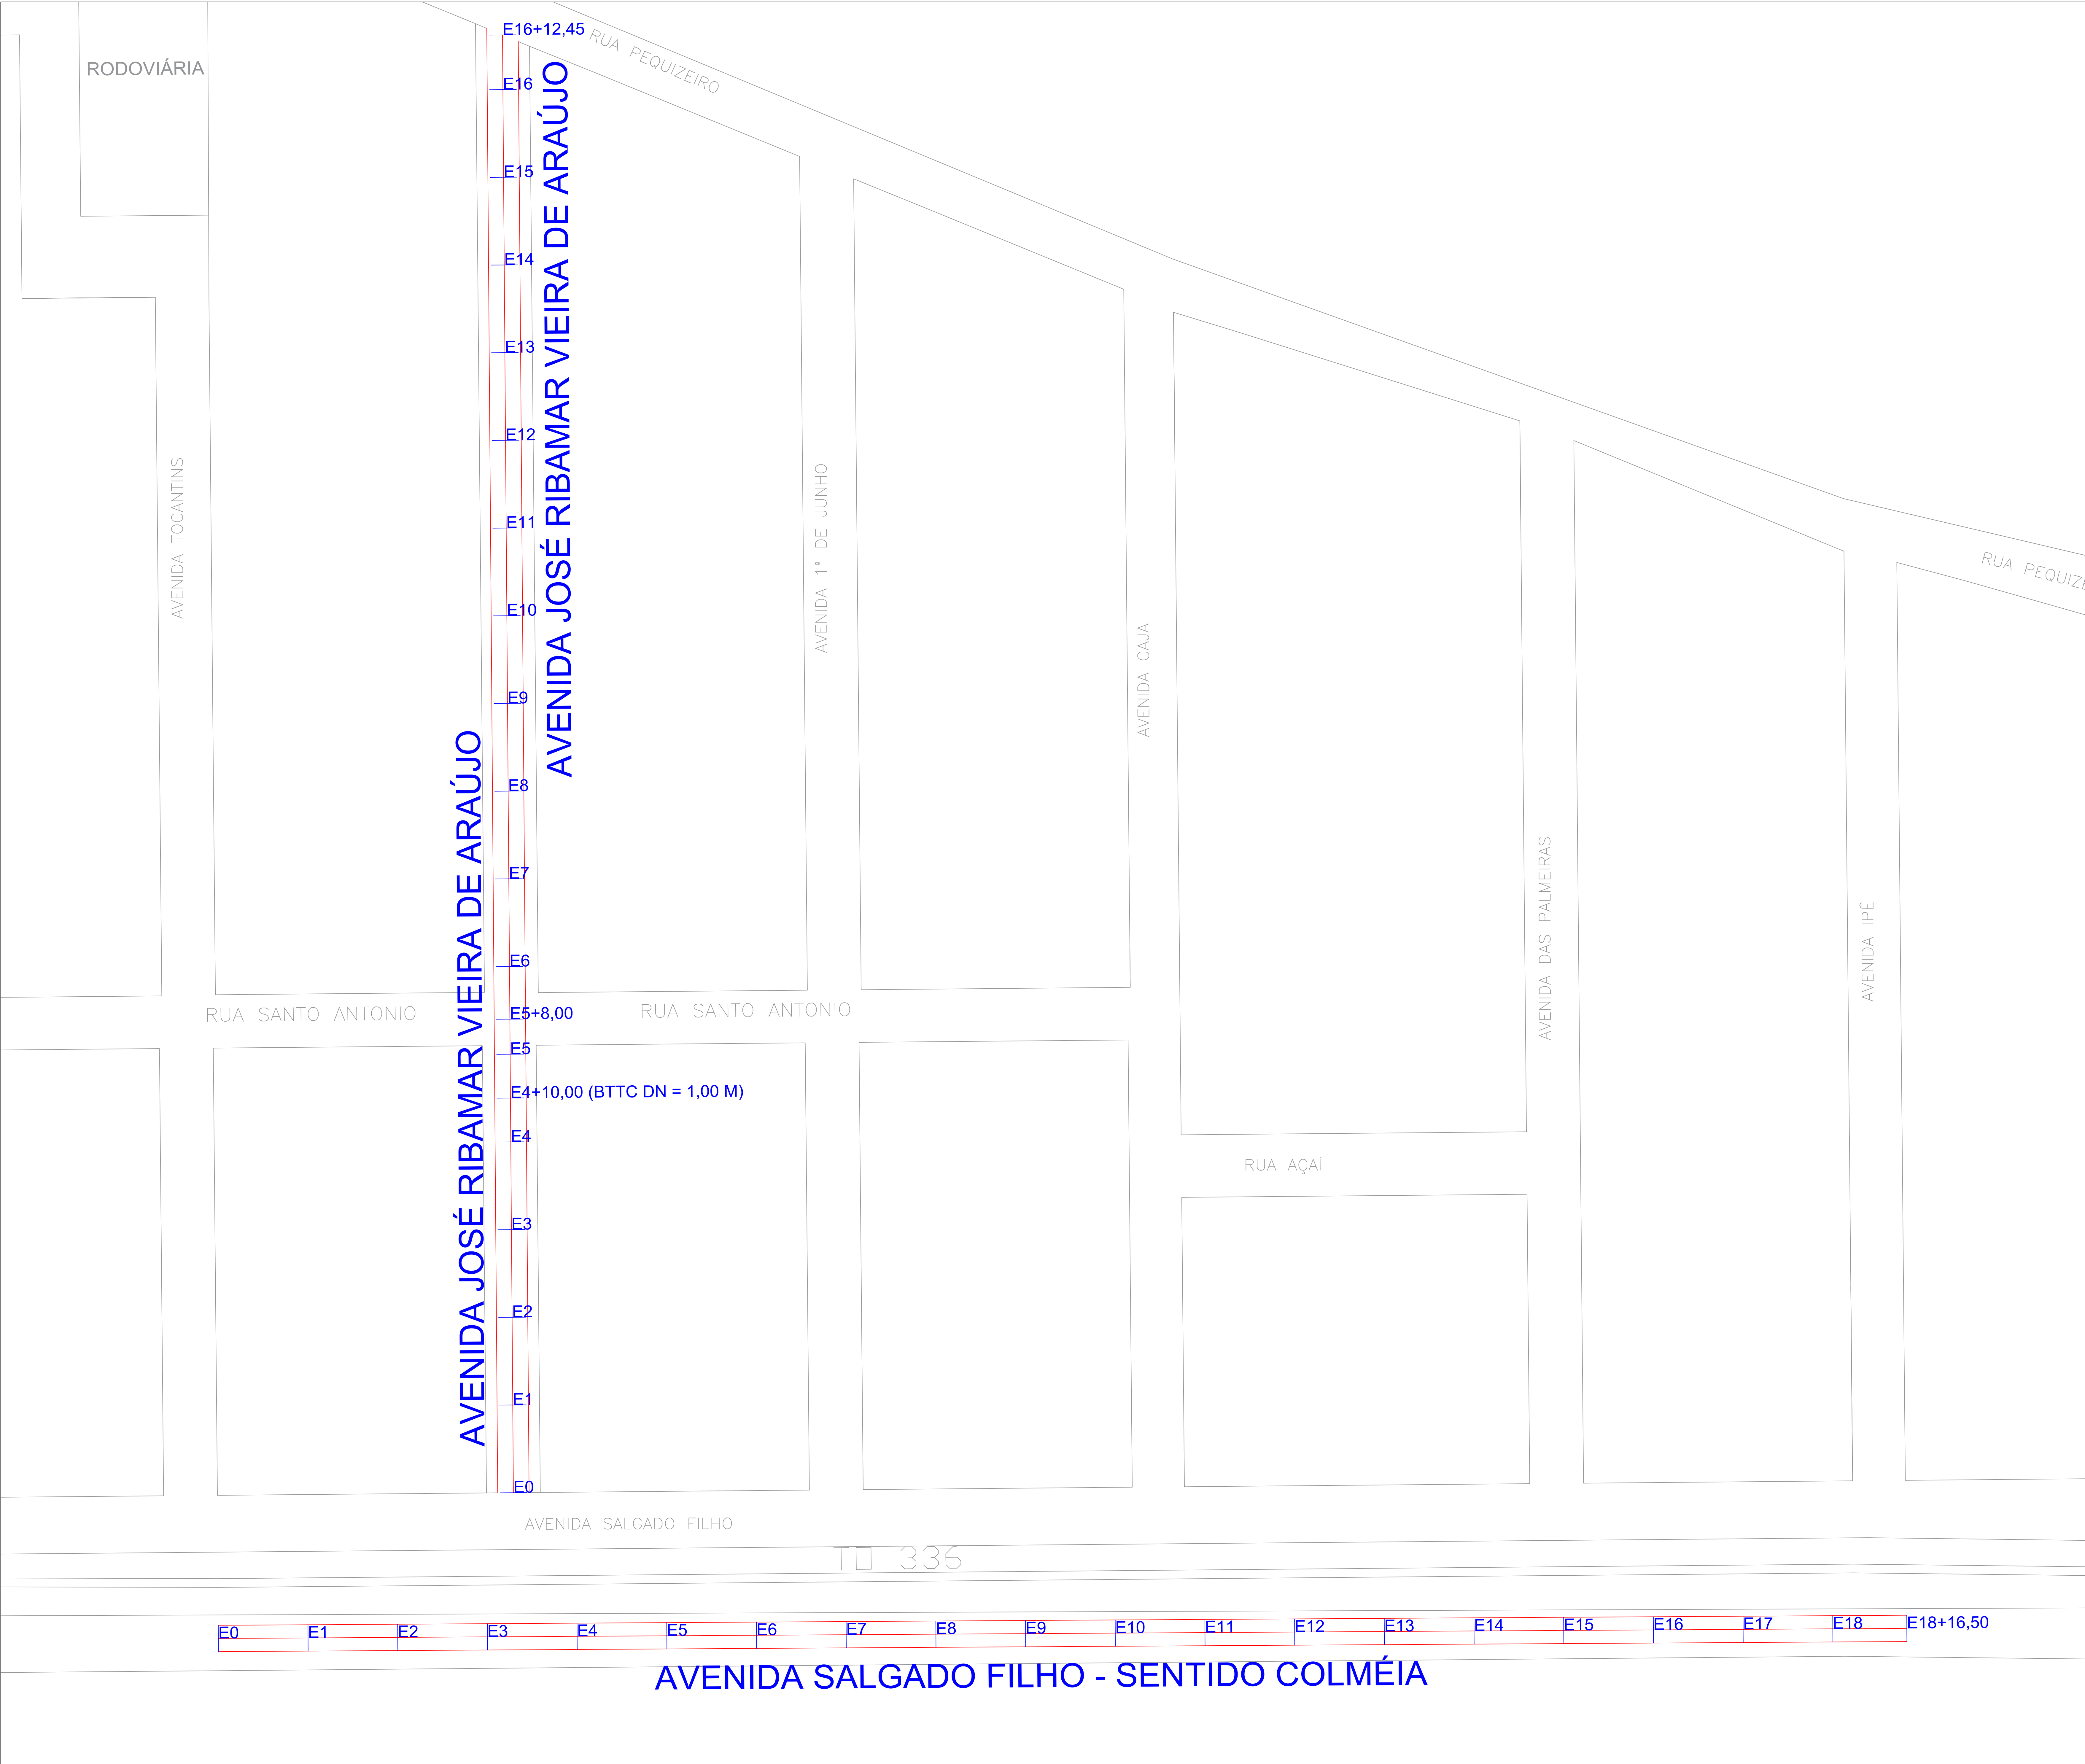 E16+12,45
RUA PEQUIZEIRO
RODOVIÁRIA
E16
AVENIDA JOSÉ RIBAMAR VIEIRA DE ARAÚJO
E15
E14
E13
E12
AVENIDA TOCANTINS
AVENIDA 1º DE JUNHO
E11
RUA PEQUIZE
E10
AVENIDA CAJA
E9
AVENIDA JOSÉ RIBAMAR VIEIRA DE ARAÚJO
E8
E7
AVENIDA DAS PALMEIRAS
AVENIDA IPÊ
E6
RUA SANTO ANTONIO
E5+8,00
RUA SANTO ANTONIO
E5
E4+10,00 (BTTC DN = 1,00 M)
E4
RUA AÇAÍ
E3
E2
E1
E0
AVENIDA SALGADO FILHO
TO 336
E0 E1 E2 E3 E4 E5 E6 E7 E8 E9 E10 E11 E12 E13 E14 E15 E16 E17 E18 E18+16,50
AVENIDA SALGADO FILHO - SENTIDO COLMÉIA